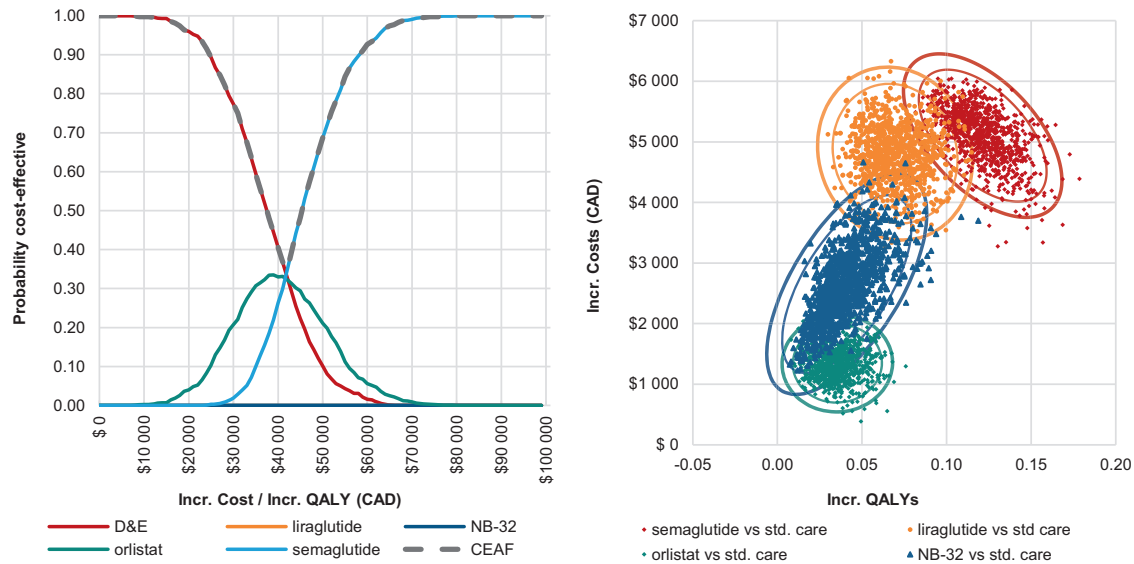 1.00
0.90
0.80
0.70
0.60
0.50
0.40
0.30
0.20
0.10
0.00
Probability cost-effective
$ 0
$10 000
$20 000
$30 000
$40 000
$50 000
$60 000
$70 000
$80 000
$90 000
$100 000
Incr. Cost / Incr. QALY (CAD)
D&E
liraglutide
NB-32
orlistat
semaglutide
CEAF
$7 000
$6 000
$5 000
$4 000
$3 000
$2 000
$1 000
$ 0
Incr. Costs (CAD)
-0.05
0.00
0.05
0.10
0.15
0.20
Incr. QALYs
semaglutide vs std. care
liraglutide vs std care
orlistat vs std. care
NB-32 vs std. care